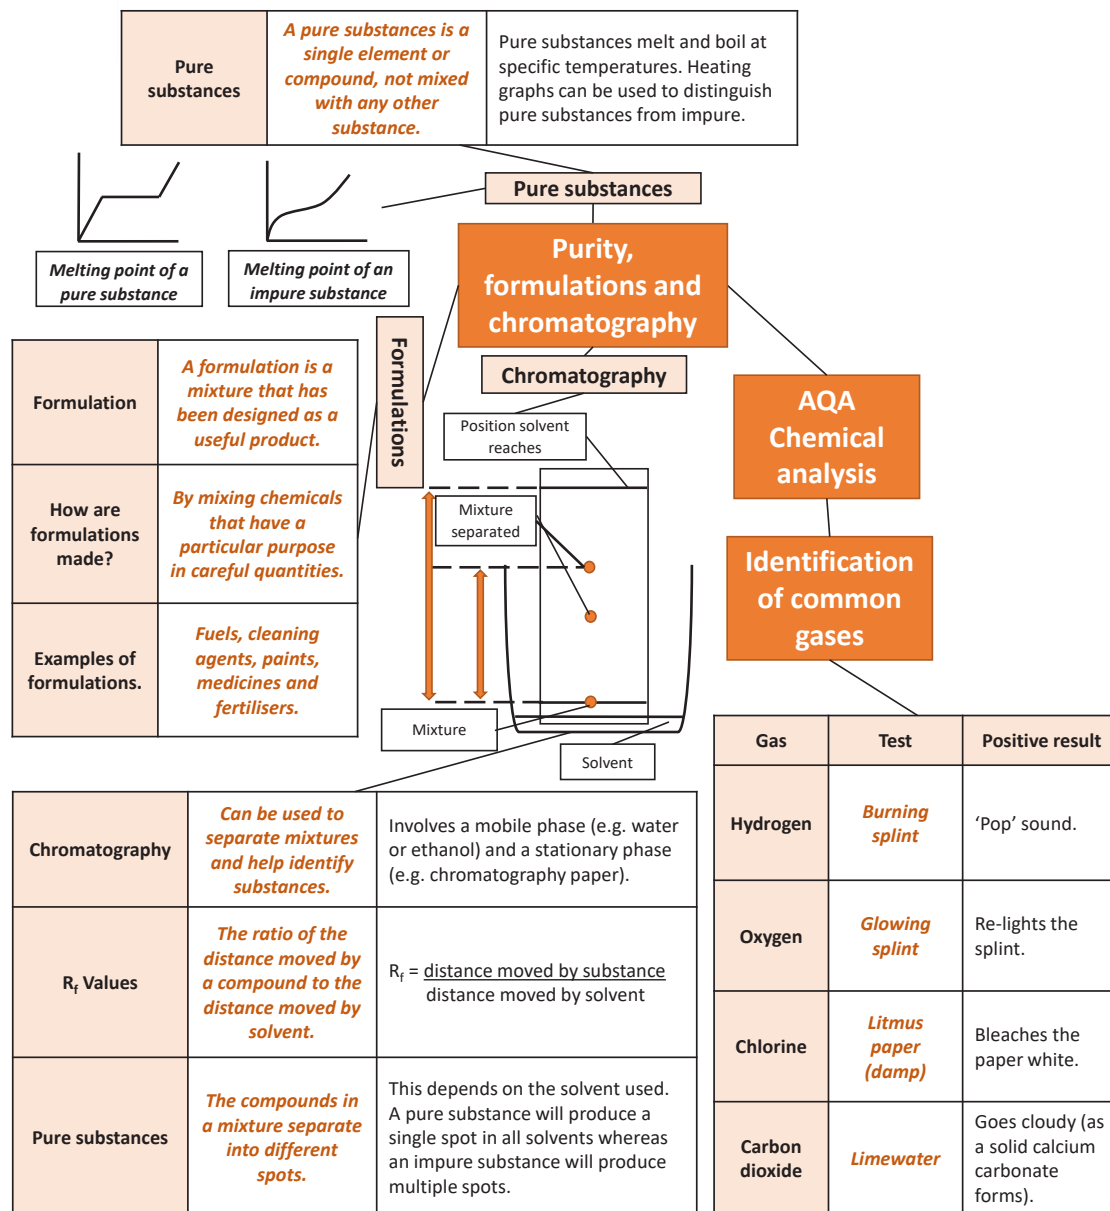 Pure
substances
A pure substances is a
single element or
compound, not mixed
with any other
substance.
Pure substances melt and boil at
specific temperatures. Heating
graphs can be used to distinguish
pure substances from impure.
Pure substances
Melting point of a
pure substance
Melting point of an
impure substance
Purity,
formulations and
chromatography
Formulations
Formulation
A formulation is a
mixture that has
been designed as a
useful product.
How are
formulations
made?
By mixing chemicals
that have a
particular purpose
in careful quantities.
Examples of
formulations.
Fuels, cleaning
agents, paints,
medicines and
fertilisers.
Chromatography
Position solvent
reaches
Mixture
separated
Mixture
Solvent
AQA
Chemical
analysis
Identification
of common
gases
Chromatography
Can be used to
separate mixtures
and help identify
substances.
Involves a mobile phase (e.g. water
or ethanol) and a stationary phase
(e.g. chromatography paper).
Rf Values
The ratio of the
distance moved by
a compound to the
distance moved by
solvent.
Rf = distance moved by substance
distance moved by solvent
Pure substances
The compounds in
a mixture separate
into different
spots.
This depends on the solvent used.
A pure substance will produce a
single spot in all solvents whereas
an impure substance will produce
multiple spots.
Gas
Test
Positive result
Hydrogen
Burning
splint
‘Pop’ sound.
Oxygen
Glowing
splint
Re-lights the
splint.
Chlorine
Litmus
paper
(damp)
Bleaches the
paper white.
Carbon
dioxide
Limewater
Goes cloudy (as
a solid calcium
carbonate
forms).